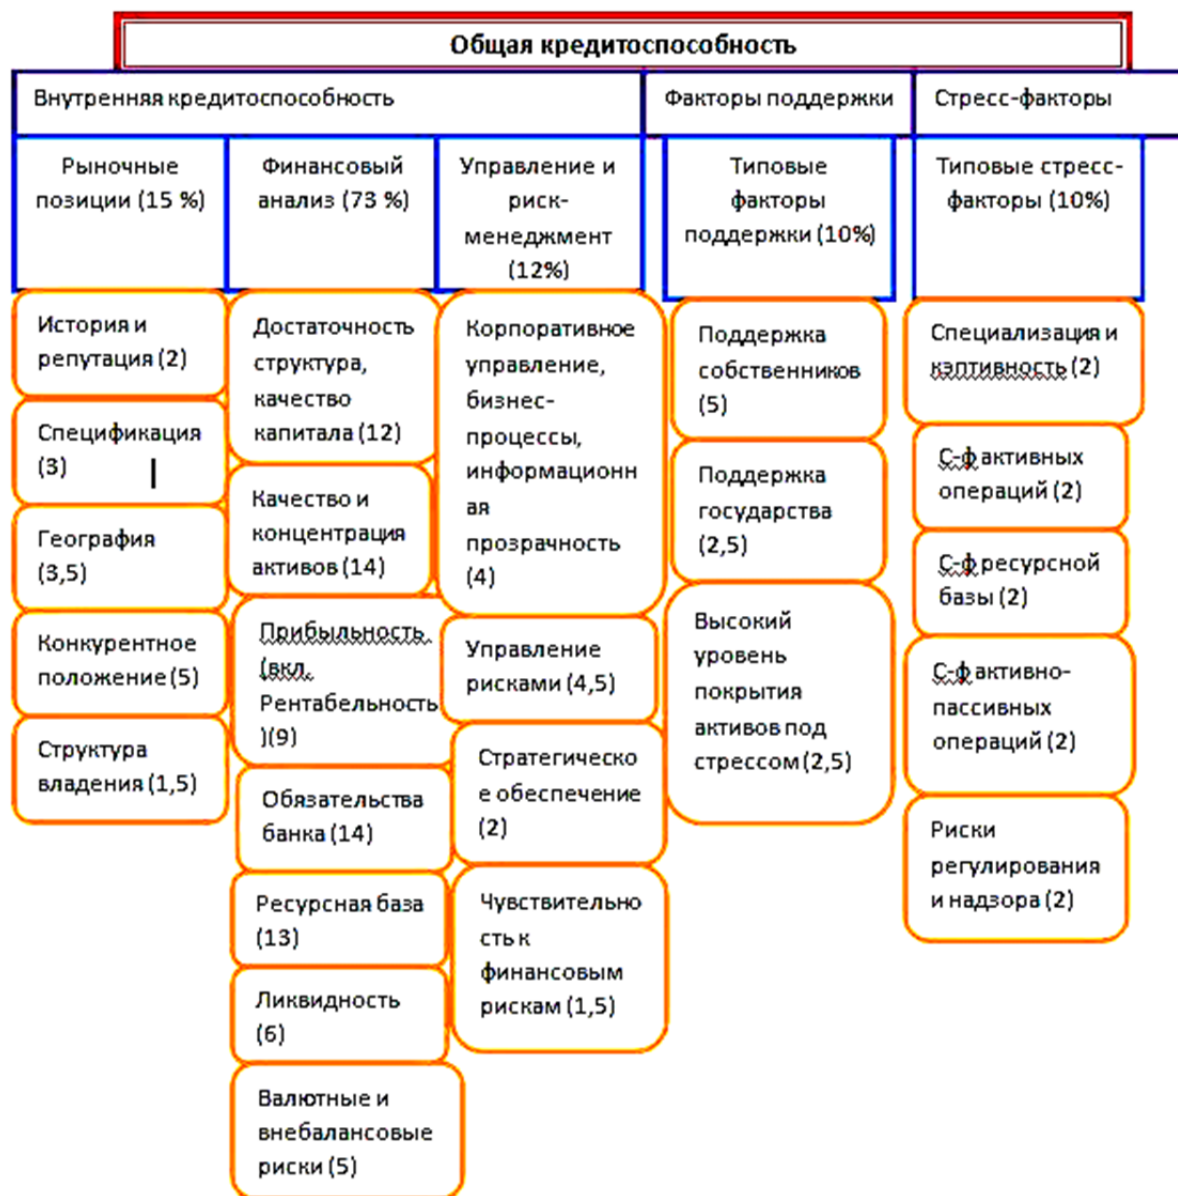 Общая кредитоспособность
Внутренняя кредитоспособность
Факторы поддержки
Стресс-факторы
Рыночные
позиции (15 %)
Финансовый
анализ (73 %)
Управление и
риск-
менеджмент
(12%)
Типовые
факторы
поддержки (10%)
Типовые стресс-
факторы (10%)
История и
репутация (2)
Спецификация
(3)
География
(3,5)
Конкурентное
положение (5)
Структура
владения (1,5)
Достаточность
структура,
качество
капитала (12)
Качество и
концентрация
активов (14)
Прибыльность
(вкл.
Рентабельность
)(9)
Обязательства
банка (14)
Ресурсная база
(13)
Ликвидность
(6)
Валютные и
внебалансовые
риски (5)
Корпоративное
управление,
бизнес-
процессы,
информационн
ая
прозрачность
(4)
Управление
рисками (4,5)
Стратегическо
е обеспечение
(2)
Чувствительно
сть к
финансовым
рискам (1,5)
Поддержка
собственников
(5)
Поддержка
государства
(2,5)
Высокий
уровень
покрытия
активов под
стрессом (2,5)
Специализация и
кэптивность (2)
С-ф активных
операций (2)
С-ф ресурсной
базы (2)
С-ф активно-
пассивных
операций (2)
Риски
регулирования
и надзора (2)